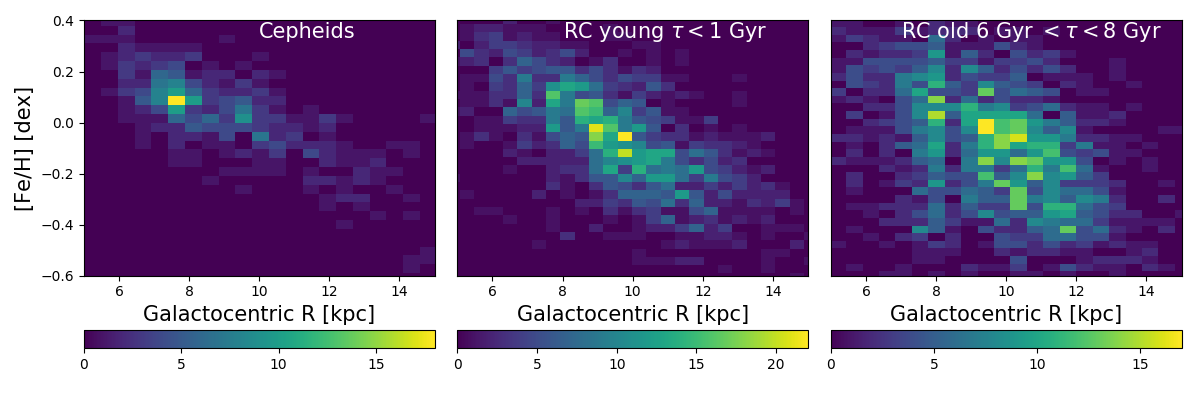 Cepheids
RC young τ < 1 Gyr
RC old 6 Gyr < τ < 8 Gyr
[Fe/H] [dex]
0.4
0.2
0.0
−0.2
−0.4
−0.6
6 8 10 12 14
6 8 10 12 14
6 8 10 12 14
Galactocentric R [kpc]
Galactocentric R [kpc]
Galactocentric R [kpc]
0 5 10 15
0 5 10 15 20
0 5 10 15